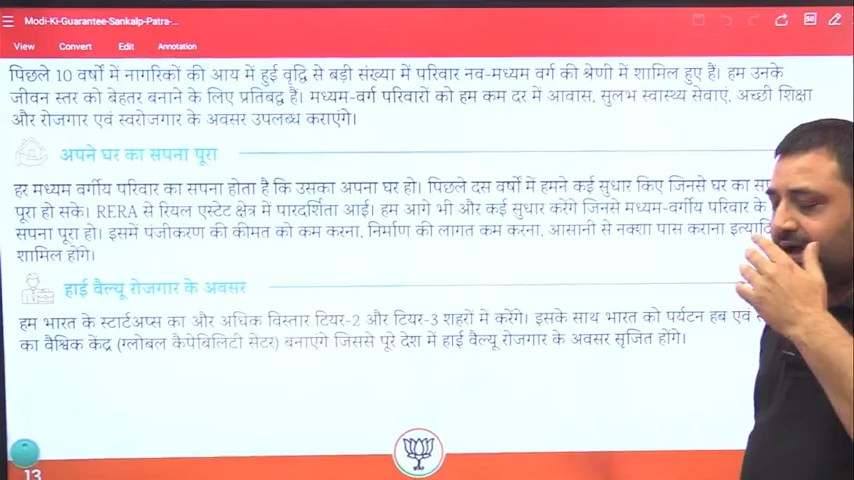 Modi-Ki-Guarantee-Sankalp-Patra-...
50
View Convert Edit Annotation
पिछले 10 वर्षों में नागरिकों की आय में हुई वृद्धि से बड़ी संख्या में परिवार नव-मध्यम वर्ग की श्रेणी में शामिल हुए हैं। हम उनके
जीवन स्तर को बेहतर बनाने के लिए प्रतिबद्ध हैं। मध्यम-वर्ग परिवारों को हम कम दर में आवास, सुलभ स्वास्थ्य सेवाएं, अच्छी शिक्षा
और रोजगार एवं स्वरोजगार के अवसर उपलब्ध कराएंगे।
अपने घर का सपना पूरा
हर मध्यम वर्गीय परिवार का सपना होता है कि उसका अपना घर हो। पिछले दस वर्षों में हमने कई सुधार किए जिनसे घर का
पूरा हो सके। RERA से रियल एस्टेट क्षेत्र में पारदर्शिता आई। हम आगे भी और कई सुधार करेंगे जिनसे मध्यम-वर्गीय परिवार के
सपना पूरा हो। इसमें पंजीकरण की कीमत को कम करना, निर्माण की लागत कम करना, आसानी से नक्शा पास कराना इत्यादि
शामिल होंगे।
हाई वैल्यू रोजगार के अवसर
हम भारत के स्टार्टअप्स का और अधिक विस्तार टियर-2 और टियर-3 शहरों में करेंगे। इसके साथ भारत को पर्यटन हब एवं
का वैश्विक केंद्र (ग्लोबल कैपेबिलिटी सेंटर) बनाएंगे जिससे पूरे देश में हाई वैल्यू रोजगार के अवसर सृजित होंगे।
13